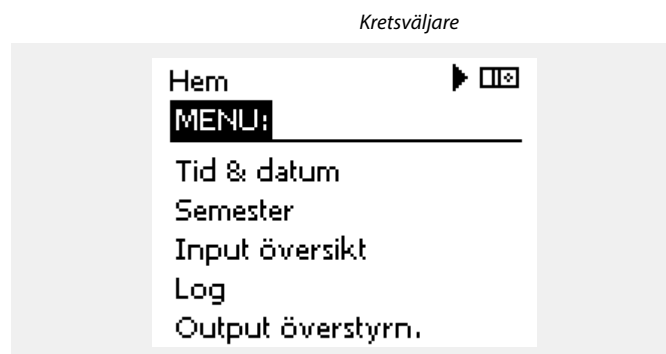 Kretsväljare
Hem
MENU:
Tid & datum
Semester
Input översikt
Log
Output överstyrn.